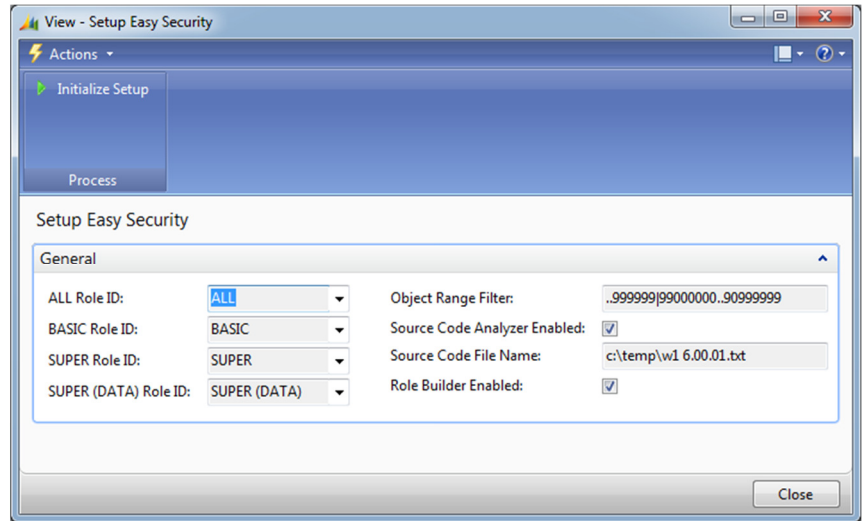 View - Setup Easy Security
Actions
Initialize Setup
Process
Setup Easy Security
General
ALL Role ID: ALL
Object Range Filter: ..999999|99000000..90999999
BASIC Role ID: BASIC
Source Code Analyzer Enabled:
SUPER Role ID: SUPER
Source Code File Name: c:\temp\w1 6.00.01.txt
SUPER (DATA) Role ID: SUPER (DATA)
Role Builder Enabled:
Close